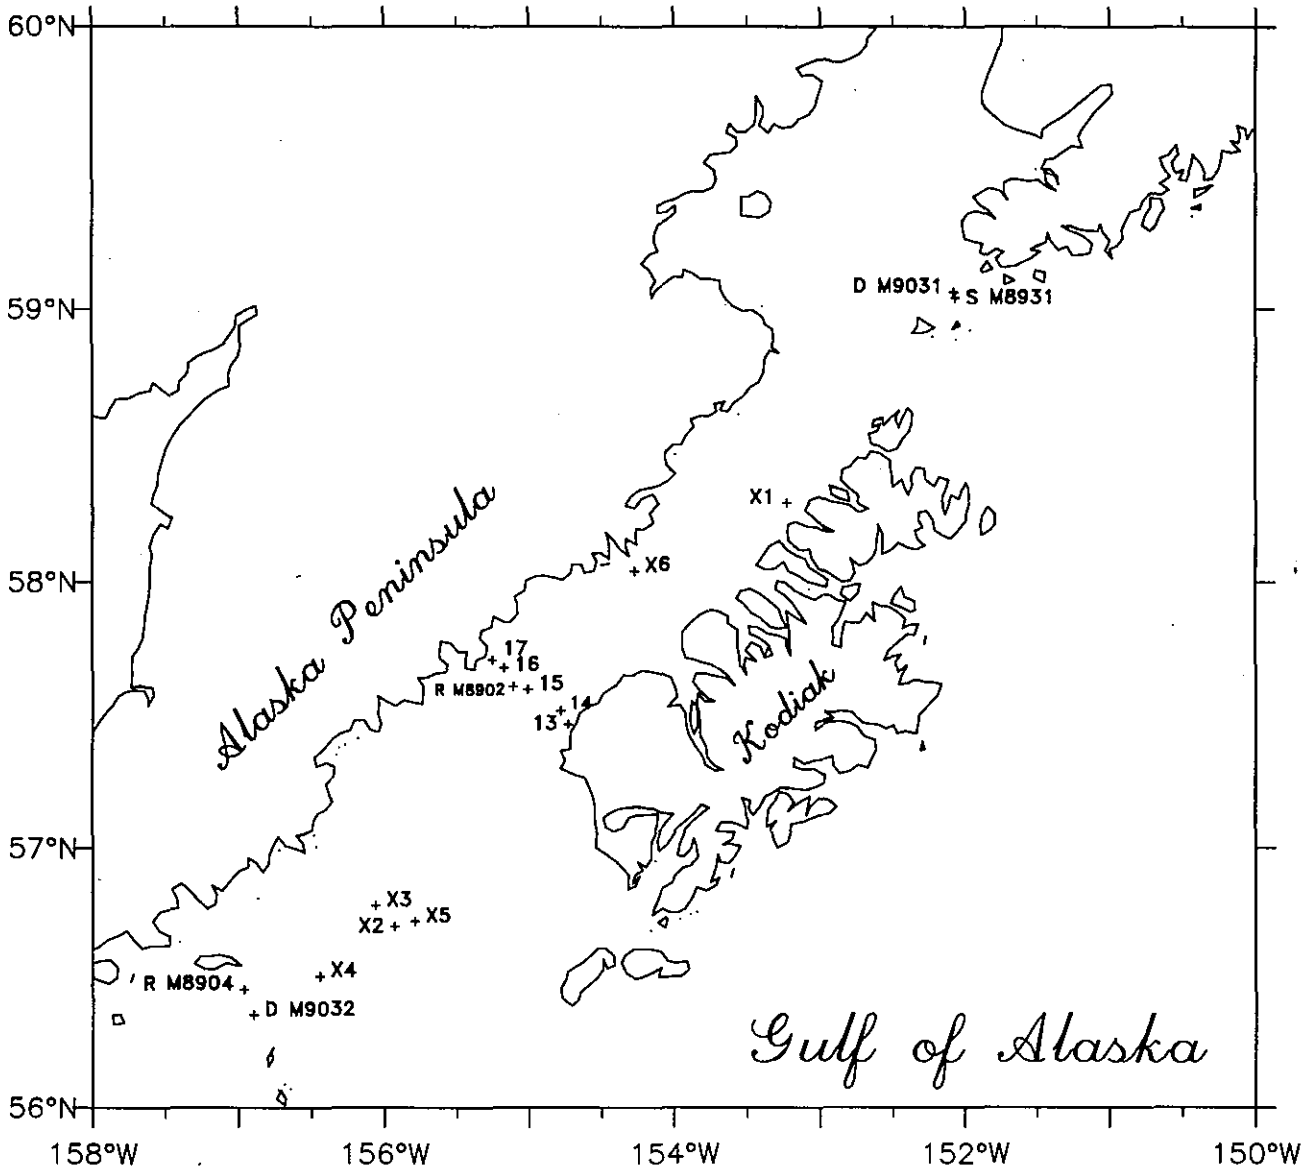 60°N
D M9031
S M8931
59°N
X1
Alaska Peninsula
58°N
X6
17
16
R M8902
15
14
13
Kodiak
57°N
X3
X2
X5
X4
R M8904
D M9032
Gulf of Alaska
56°N
158°W 156°W 154°W 152°W 150°W